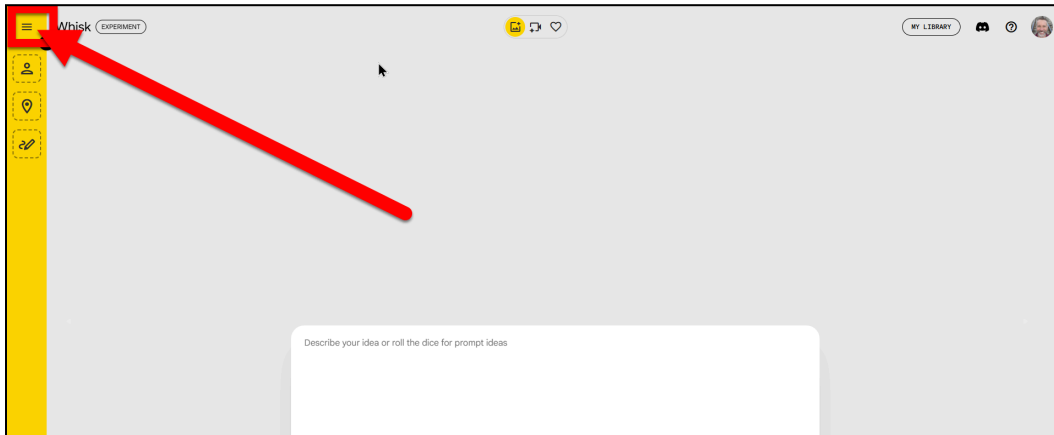 Whisk EXPERIMENT
MY LIBRARY
Describe your idea or roll the dice for prompt ideas